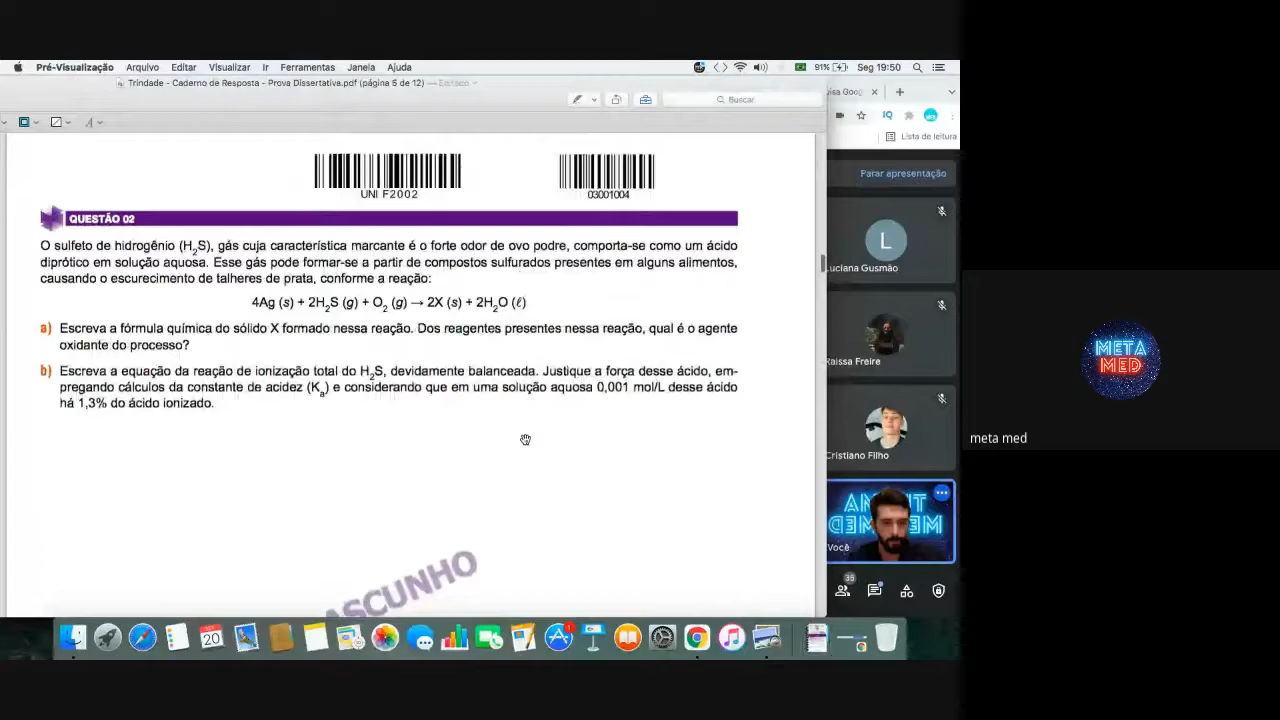 Pré-Visualização Arquivo Editar Visualizar Ir Ferramentas Janela Ajuda 91% Seg 19:50
Trindade - Caderno de Resposta - Prova Dissertativa.pdf (página 5 de 12) — Editado
Buscar
Lista de leitura
UNI F2002
03001004
Parar apresentação
QUESTÃO 02
O sulfeto de hidrogênio (H₂S), gás cuja característica marcante é o forte odor de ovo podre, comporta-se como um ácido
diprótico em solução aquosa. Esse gás pode formar-se a partir de compostos sulfurados presentes em alguns alimentos,
causando o escurecimento de talheres de prata, conforme a reação:
4Ag (s) + 2H₂S (g) + O₂ (g) → 2X (s) + 2H₂O (ℓ)
a) Escreva a fórmula química do sólido X formado nessa reação. Dos reagentes presentes nessa reação, qual é o agente
oxidante do processo?
b) Escreva a equação da reação de ionização total do H₂S, devidamente balanceada. Justique a força desse ácido, em-
pregando cálculos da constante de acidez (Kₐ) e considerando que em uma solução aquosa 0,001 mol/L desse ácido
há 1,3% do ácido ionizado.
ASCUNHO
L
Luciana Gusmão
Raissa Freire
Cristiano Filho
Você
35
20
META
MED
meta med